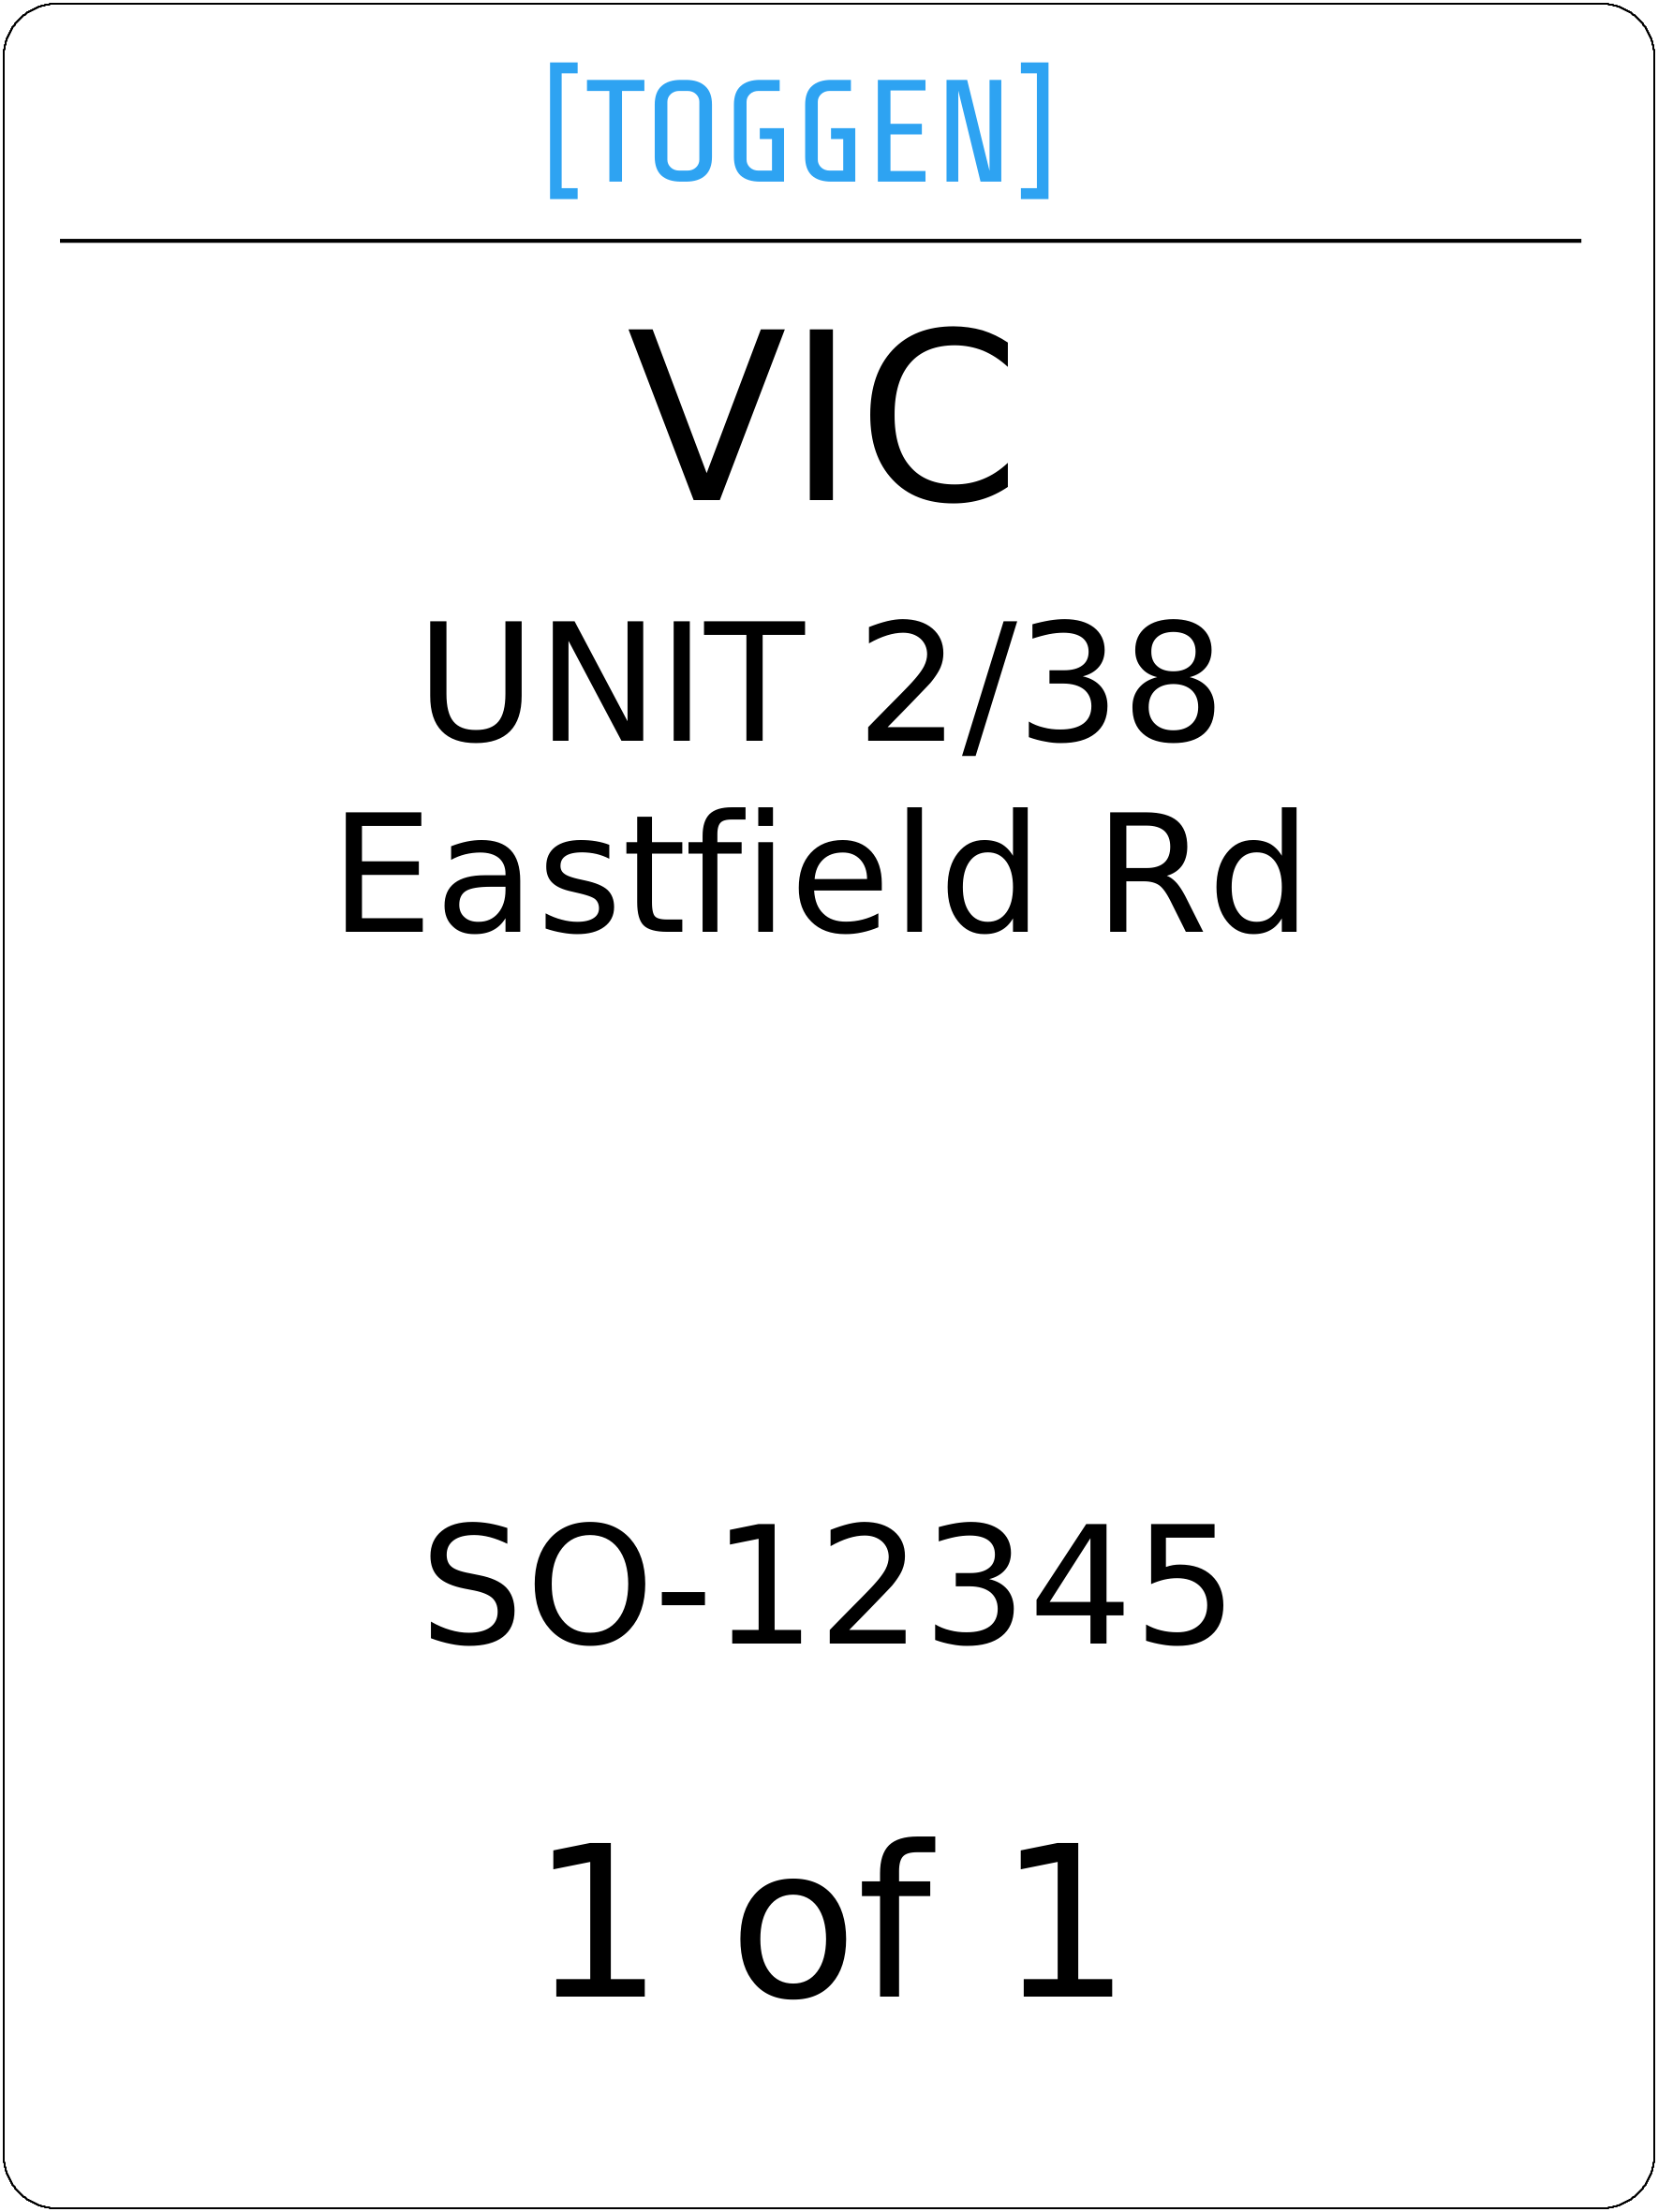 [TOGGEN]
VIC
UNIT 2/38
Eastfield Rd
SO-12345
1 of 1